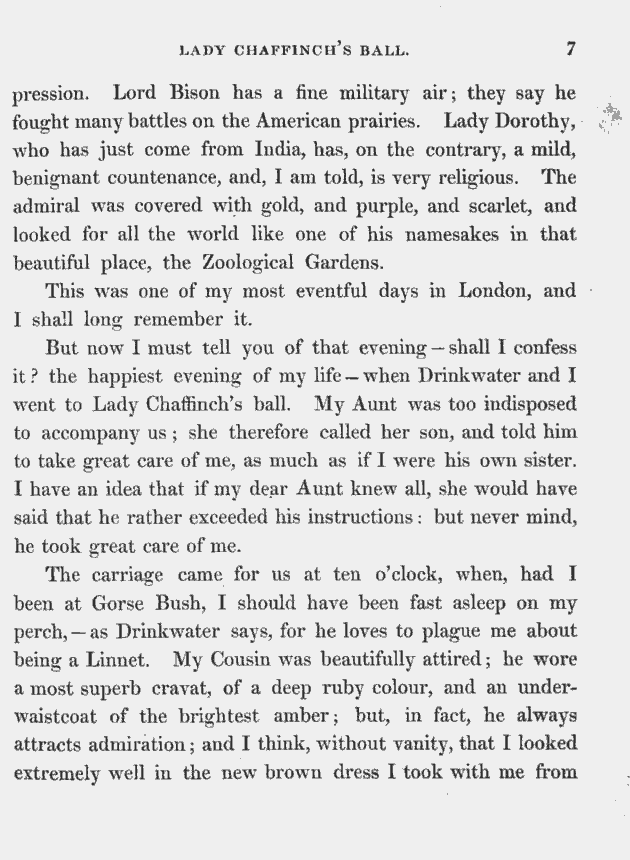 LADY CHAFFINCH'S BALL. 7
pression. Lord Bison has a fine military air; they say he
fought many battles on the American prairies. Lady Dorothy,
who has just come from India, has, on the contrary, a mild,
benignant countenance, and, I am told, is very religious. The
admiral was covered with gold, and purple, and scarlet, and
looked for all the world like one of his namesakes in that
beautiful place, the Zoological Gardens.
This was one of my most eventful days in London, and
I shall long remember it.
But now I must tell you of that evening—shall I confess
it? the happiest evening of my life—when Drinkwater and I
went to Lady Chaffinch's ball. My Aunt was too indisposed
to accompany us; she therefore called her son, and told him
to take great care of me, as much as if I were his own sister.
I have an idea that if my dear Aunt knew all, she would have
said that he rather exceeded his instructions: but never mind,
he took great care of me.
The carriage came for us at ten o'clock, when, had I
been at Gorse Bush, I should have been fast asleep on my
perch,—as Drinkwater says, for he loves to plague me about
being a Linnet. My Cousin was beautifully attired; he wore
a most superb cravat, of a deep ruby colour, and an under-
waistcoat of the brightest amber; but, in fact, he always
attracts admiration; and I think, without vanity, that I looked
extremely well in the new brown dress I took with me from